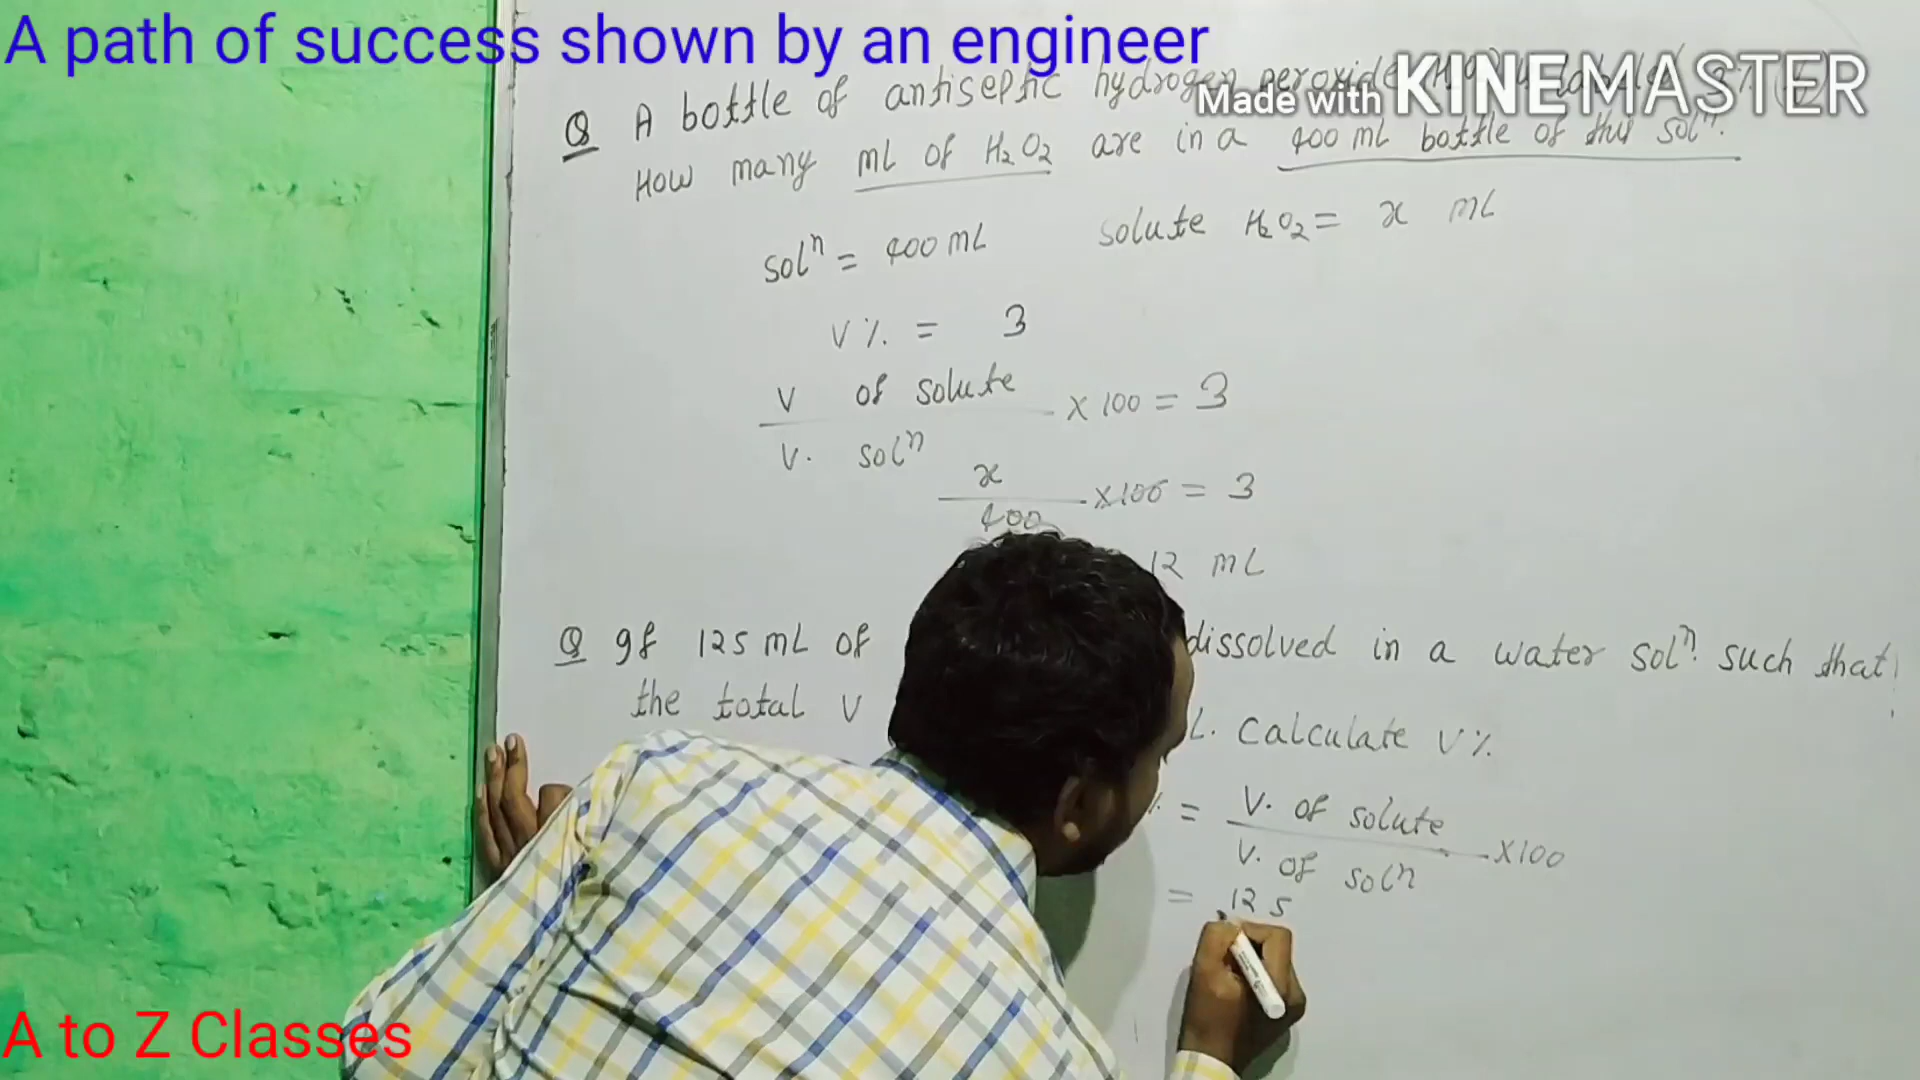 A path of success shown by an engineer
Made with KINEMASTER
Q A bottle of antiseptic hydrogen peroxide
How many mL of H₂O₂ are in a 400 mL bottle of this solⁿ.
solⁿ = 400 mL solute H₂O₂ = x mL
V % = 3
V of solute
× 100 = 3
V. solⁿ
x
× 100 = 3
400
12 mL
Q gf 125 mL of dissolved in a water solⁿ. such that
the total V L. Calculate V %.
= V. of solute
×100
V. of solⁿ
= 125
A to Z Classes